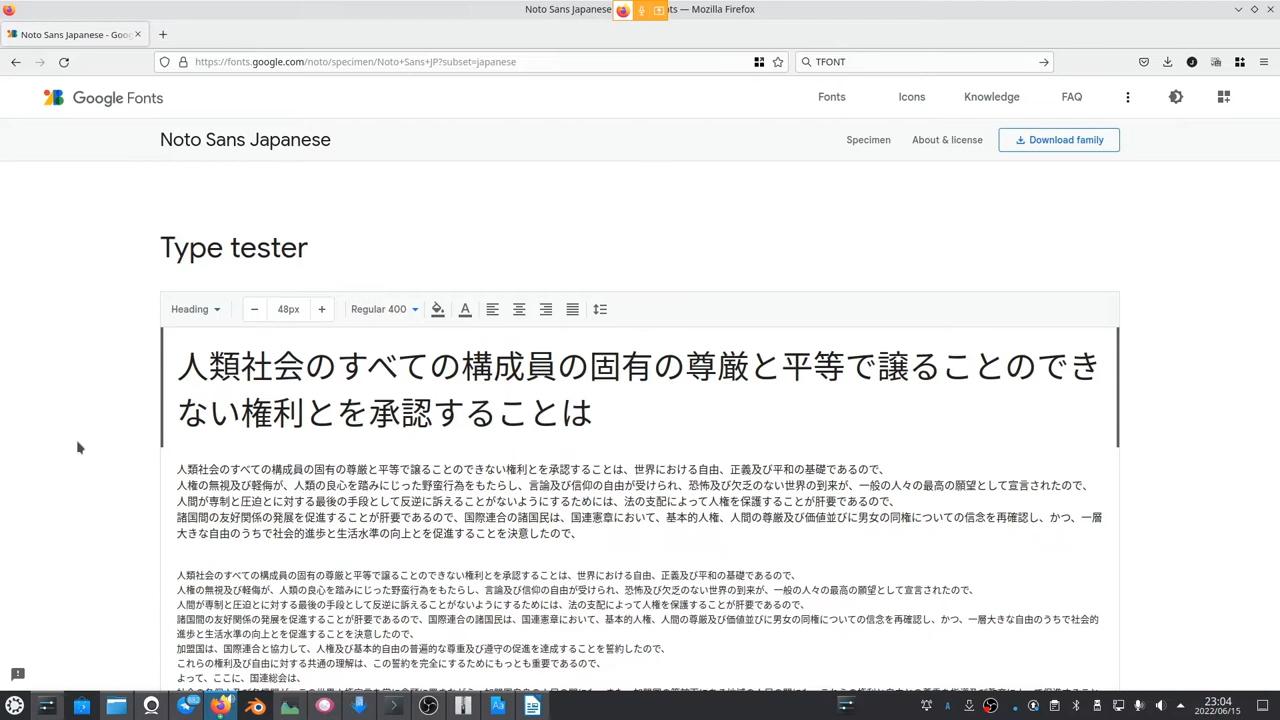 Noto Sans Japanese
ts — Mozilla Firefox
Noto Sans Japanese - Goog
https://fonts.google.com/noto/specimen/Noto+Sans+JP?subset=japanese
TFONT
Google Fonts
Fonts
Icons
Knowledge
FAQ
Noto Sans Japanese
Specimen
About & license
Download family
Type tester
Heading
48px
Regular 400
人類社会のすべての構成員の固有の尊厳と平等で譲ることのでき
ない権利とを承認することは
人類社会のすべての構成員の固有の尊厳と平等で譲ることのできない権利とを承認することは、世界における自由、正義及び平和の基礎であるので、
人権の無視及び軽侮が、人類の良心を踏みにじった野蛮行為をもたらし、言論及び信仰の自由が受けられ、恐怖及び欠乏のない世界の到来が、一般の人々の最高の願望として宣言されたので、
人間が専制と圧迫とに対する最後の手段として反逆に訴えることがないようにするためには、法の支配によって人権を保護することが肝要であるので、
諸国間の友好関係の発展を促進することが肝要であるので、国際連合の諸国民は、国連憲章において、基本的人権、人間の尊厳及び価値並びに男女の同権についての信念を再確認し、かつ、一層
大きな自由のうちで社会的進歩と生活水準の向上とを促進することを決意したので、
人類社会のすべての構成員の固有の尊厳と平等で譲ることのできない権利とを承認することは、世界における自由、正義及び平和の基礎であるので、
人権の無視及び軽侮が、人類の良心を踏みにじった野蛮行為をもたらし、言論及び信仰の自由が受けられ、恐怖及び欠乏のない世界の到来が、一般の人々の最高の願望として宣言されたので、
人間が専制と圧迫とに対する最後の手段として反逆に訴えることがないようにするためには、法の支配によって人権を保護することが肝要であるので、
諸国間の友好関係の発展を促進することが肝要であるので、国際連合の諸国民は、国連憲章において、基本的人権、人間の尊厳及び価値並びに男女の同権についての信念を再確認し、かつ、一層大きな自由のうちで社会的
進歩と生活水準の向上とを促進することを決意したので、
加盟国は、国際連合と協力して、人権及び基本的自由の普遍的な尊重及び遵守の促進を達成することを誓約したので、
これらの権利及び自由に対する共通の理解は、この誓約を完全にするためにもっとも重要であるので、
よって、ここに、国連総会は、
23:04
2022/06/15